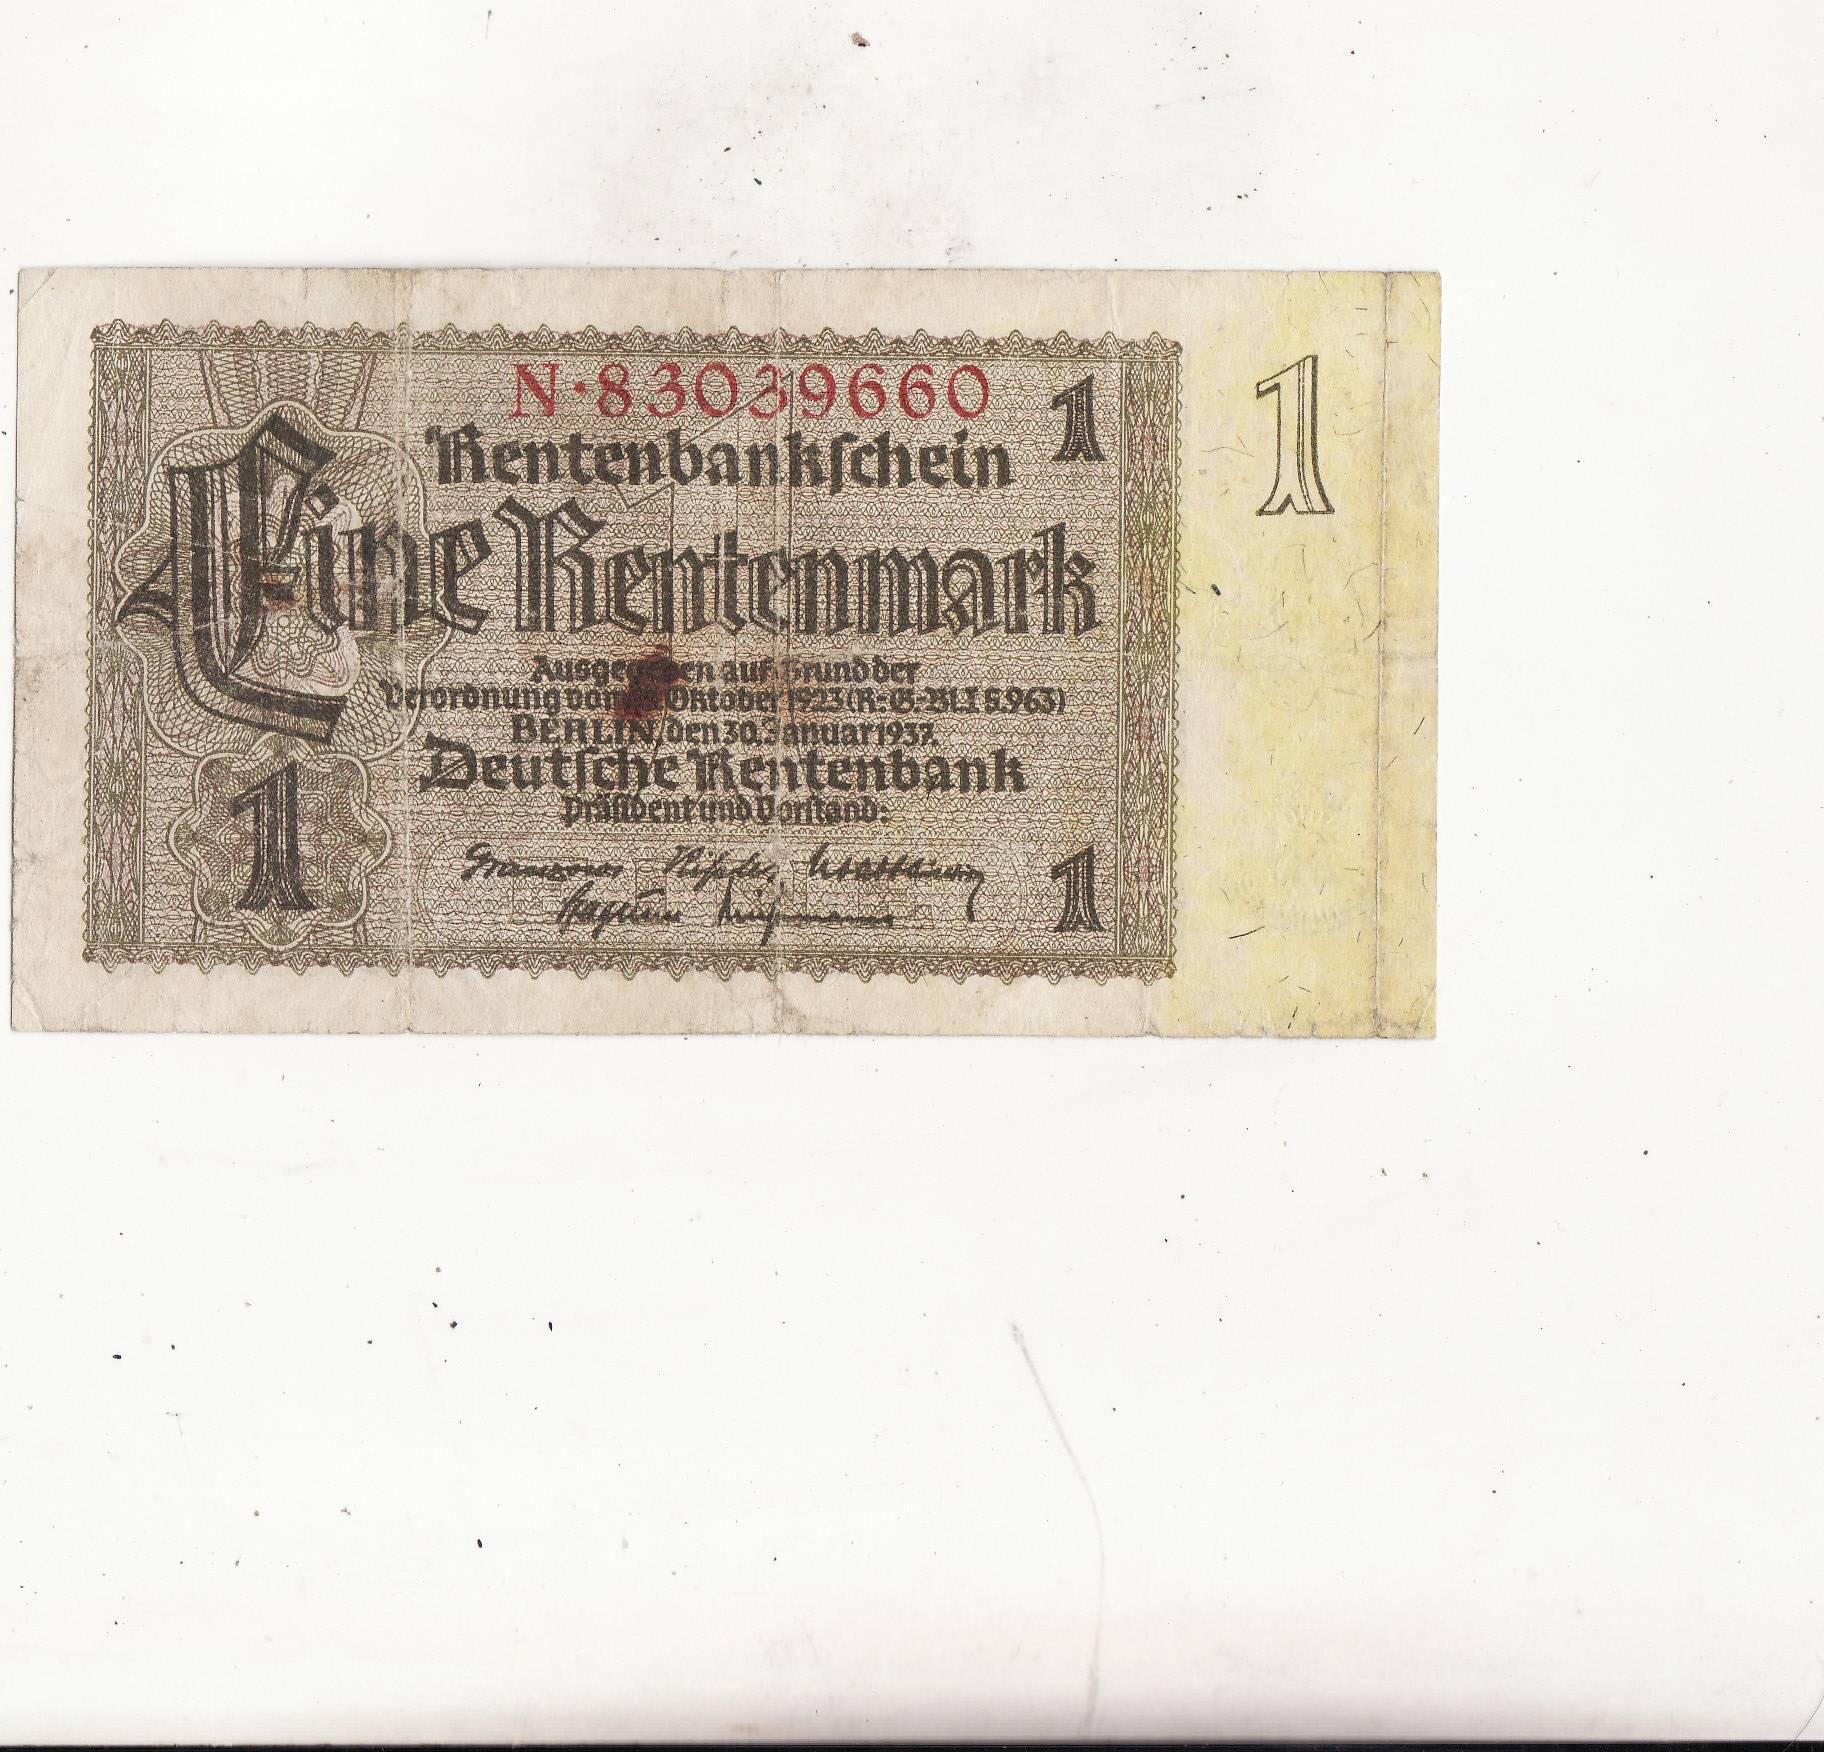 N·83039660
Rentenbankschein 1
1
Eine Rentenmark
Ausgegeben auf Grund der
Verordnung vom Oktober 1923 (R.-G.-Bl. I S. 963)
BERLIN, den 30. Januar 1937.
Deutsche Rentenbank
Präsident und Vorstand:
1
1